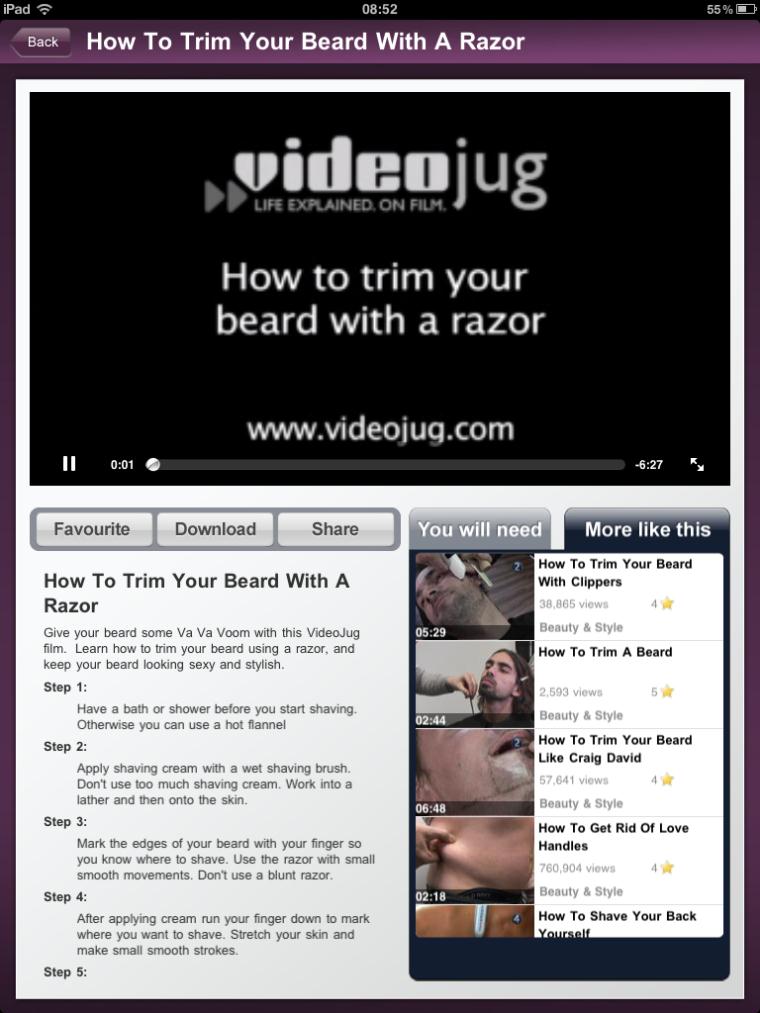 iPad 08:52 55%
Back How To Trim Your Beard With A Razor
videojug
LIFE EXPLAINED. ON FILM.
How to trim your
beard with a razor
www.videojug.com
0:01 -6:27
Favourite Download Share
How To Trim Your Beard With A
Razor
Give your beard some Va Va Voom with this VideoJug
film. Learn how to trim your beard using a razor, and
keep your beard looking sexy and stylish.
Step 1:
Have a bath or shower before you start shaving.
Otherwise you can use a hot flannel
Step 2:
Apply shaving cream with a wet shaving brush.
Don't use too much shaving cream. Work into a
lather and then onto the skin.
Step 3:
Mark the edges of your beard with your finger so
you know where to shave. Use the razor with small
smooth movements. Don't use a blunt razor.
Step 4:
After applying cream run your finger down to mark
where you want to shave. Stretch your skin and
make small smooth strokes.
Step 5:
You will need More like this
2
05:29
How To Trim Your Beard
With Clippers
38,865 views 4
Beauty & Style
02:44
How To Trim A Beard
2,593 views 5
Beauty & Style
2
06:48
How To Trim Your Beard
Like Craig David
57,641 views 4
Beauty & Style
02:18
How To Get Rid Of Love
Handles
760,904 views 4
Beauty & Style
4
How To Shave Your Back
Yourself